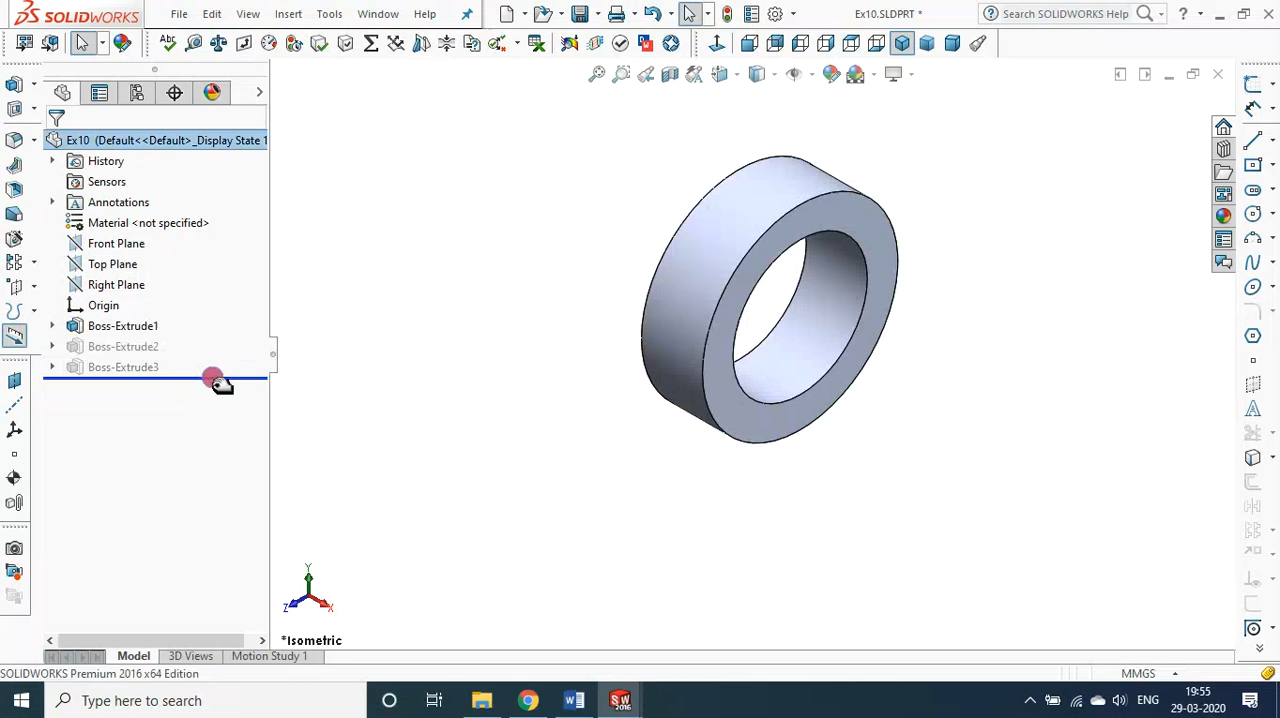 SOLIDWORKS
File Edit View Insert Tools Window Help
Ex10.SLDPRT *
Search SOLIDWORKS Help
Ex10 (Default<<Default>_Display State 1
History
Sensors
Annotations
Material <not specified>
Front Plane
Top Plane
Right Plane
Origin
Boss-Extrude1
Boss-Extrude2
Boss-Extrude3
Y
Z
X
*Isometric
Model 3D Views Motion Study 1
SOLIDWORKS Premium 2016 x64 Edition
MMGS
Type here to search
ENG
19:55
29-03-2020